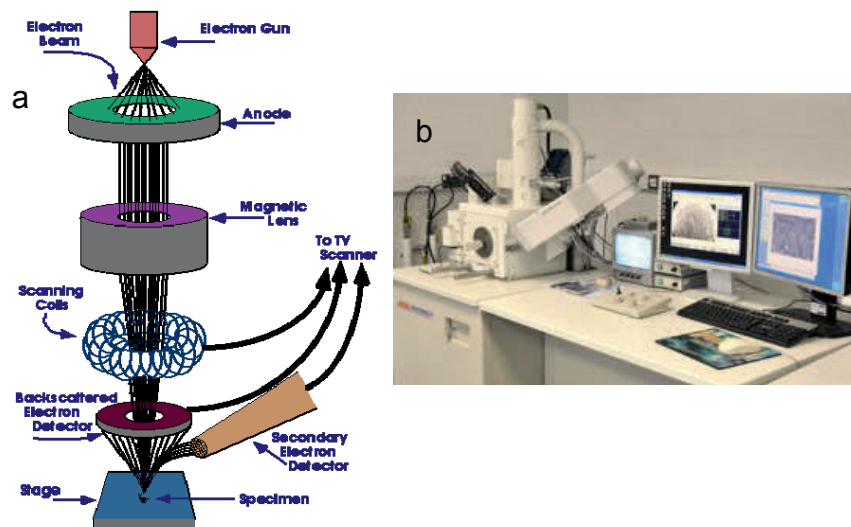 Electron
Beam
Electron Gun
a
Anode
Magnetic
Lens
To TV
Scanner
Scanning
Coils
Backscattered
Electron
Detector
Secondary
Electron
Detector
Stage
Specimen
b